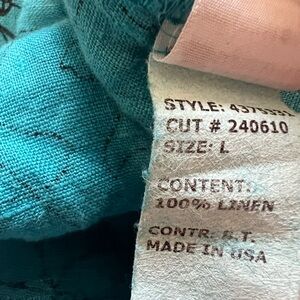 STYLE:
CUT # 240610
SIZE: L
CONTENT:
100% LINEN
CONTR: B.T.
MADE IN USA